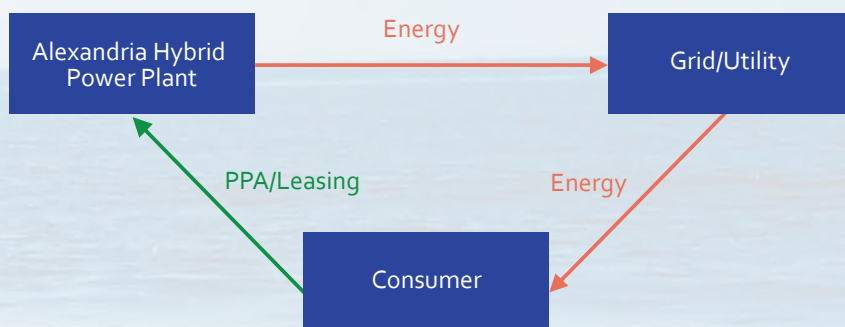 Energy
Alexandria Hybrid
Power Plant
Grid/Utility
PPA/Leasing
Energy
Consumer